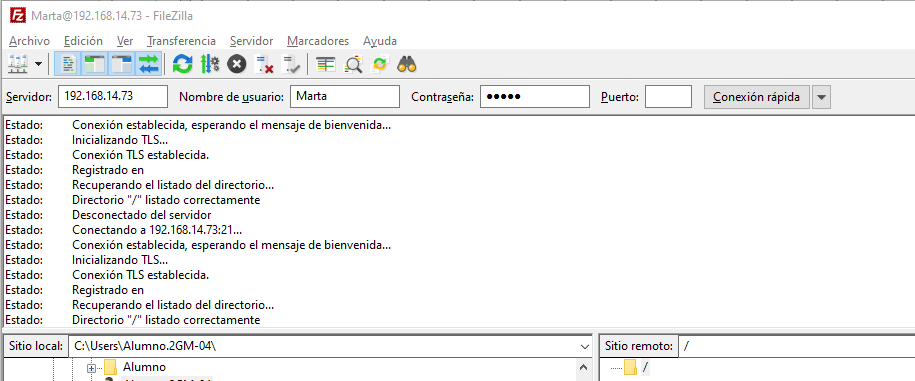 Marta@192.168.14.73 - FileZilla
Archivo Edición Ver Transferencia Servidor Marcadores Ayuda
Servidor: 192.168.14.73 Nombre de usuario: Marta Contraseña: ●●●●● Puerto: Conexión rápida
Estado: Conexión establecida, esperando el mensaje de bienvenida...
Estado: Inicializando TLS...
Estado: Conexión TLS establecida.
Estado: Registrado en
Estado: Recuperando el listado del directorio...
Estado: Directorio "/" listado correctamente
Estado: Desconectado del servidor
Estado: Conectando a 192.168.14.73:21...
Estado: Conexión establecida, esperando el mensaje de bienvenida...
Estado: Inicializando TLS...
Estado: Conexión TLS establecida.
Estado: Registrado en
Estado: Recuperando el listado del directorio...
Estado: Directorio "/" listado correctamente
Sitio local: C:\Users\Alumno.2GM-04\ Sitio remoto: /
Alumno /